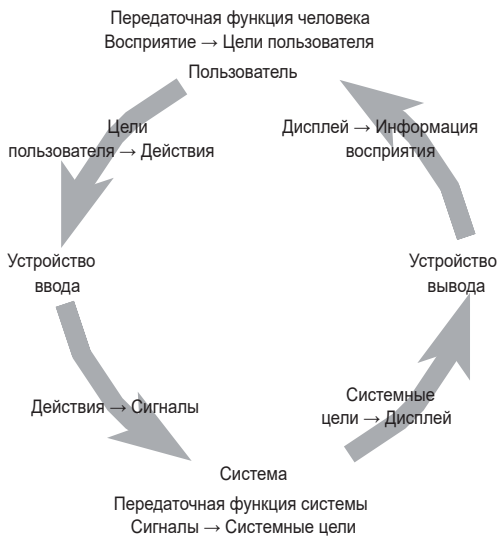 Передаточная функция человека
Восприятие → Цели пользователя
Пользователь
Цели
пользователя → Действия
Дисплей → Информация
восприятия
Устройство
ввода
Устройство
вывода
Действия → Сигналы
Системные
цели → Дисплей
Система
Передаточная функция системы
Сигналы → Системные цели